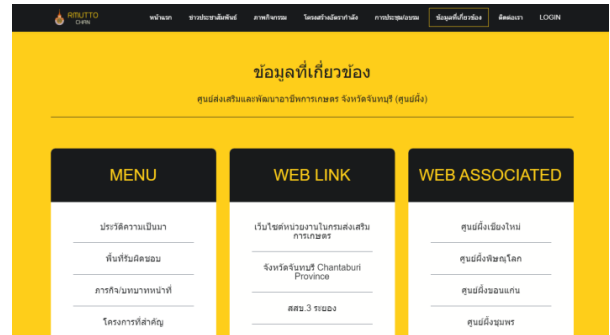 AMUTTO
CHAN
หน้าแรก ข่าวประชาสัมพันธ์ ภาพกิจกรรม โครงสร้างอัตรากำลัง การประชุม/อบรม ข้อมูลที่เกี่ยวข้อง ติดต่อเรา LOGIN
ข้อมูลที่เกี่ยวข้อง
ศูนย์ส่งเสริมและพัฒนาอาชีพการเกษตร จังหวัดจันทบุรี (ศูนย์ผึ้ง)
MENU
ประวัติความเป็นมา
พื้นที่รับผิดชอบ
ภารกิจ/บทบาทหน้าที่
โครงการที่สำคัญ
WEB LINK
เว็บไซต์หน่วยงานในกรมส่งเสริม
การเกษตร
จังหวัดจันทบุรี Chantaburi
Province
สสข.3 ระยอง
WEB ASSOCIATED
ศูนย์ผึ้งเชียงใหม่
ศูนย์ผึ้งพิษณุโลก
ศูนย์ผึ้งขอนแก่น
ศูนย์ผึ้งชุมพร